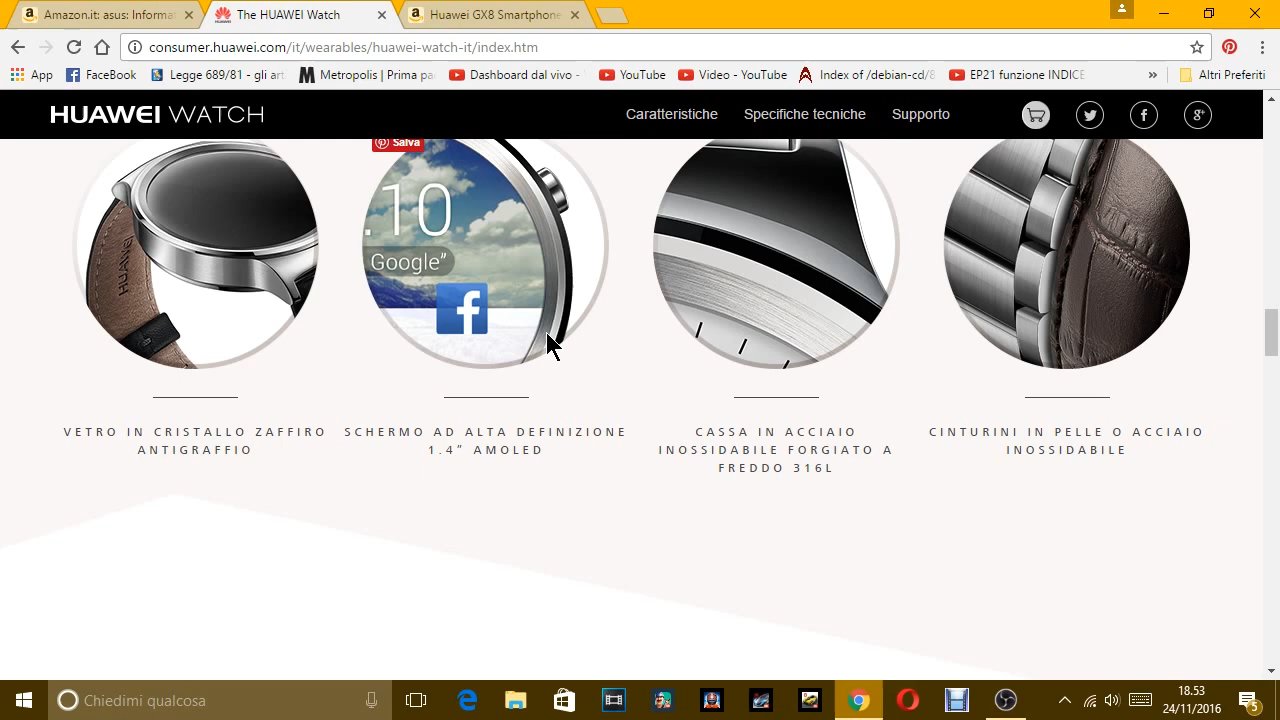 Amazon.it: asus: Informa
The HUAWEI Watch
Huawei GX8 Smartphone
consumer.huawei.com/it/wearables/huawei-watch-it/index.htm
App
FaceBook
Legge 689/81 - gli art
Metropolis | Prima pa
Dashboard dal vivo -
YouTube
Video - YouTube
Index of /debian-cd/8
EP21 funzione INDICE
»
Altri Preferiti
HUAWEI WATCH
Caratteristiche
Specifiche tecniche
Supporto
Salva
HUAWEI
.10
Google”
VETRO IN CRISTALLO ZAFFIRO
ANTIGRAFFIO
SCHERMO AD ALTA DEFINIZIONE
1.4” AMOLED
CASSA IN ACCIAIO
INOSSIDABILE FORGIATO A
FREDDO 316L
CINTURINI IN PELLE O ACCIAIO
INOSSIDABILE
Chiedimi qualcosa
18.53
24/11/2016
5